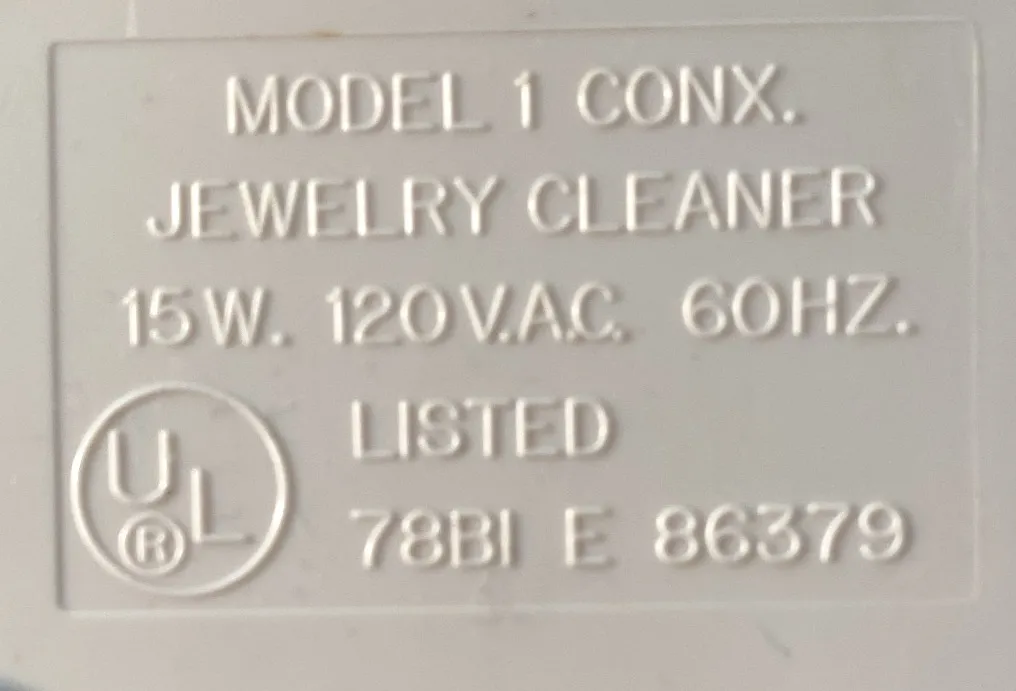 MODEL 1 CONX.
JEWELRY CLEANER
15W. 120V.A.C. 60HZ.
UL® LISTED
78BI E 86379